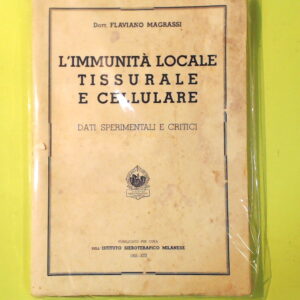 Dott. FLAVIANO MAGRASSI
L'IMMUNITÀ LOCALE
TISSURALE
E CELLULARE
DATI SPERIMENTALI E CRITICI
PUBBLICATO PER CURA
DELL'ISTITUTO SIEROTERAPICO MILANESE